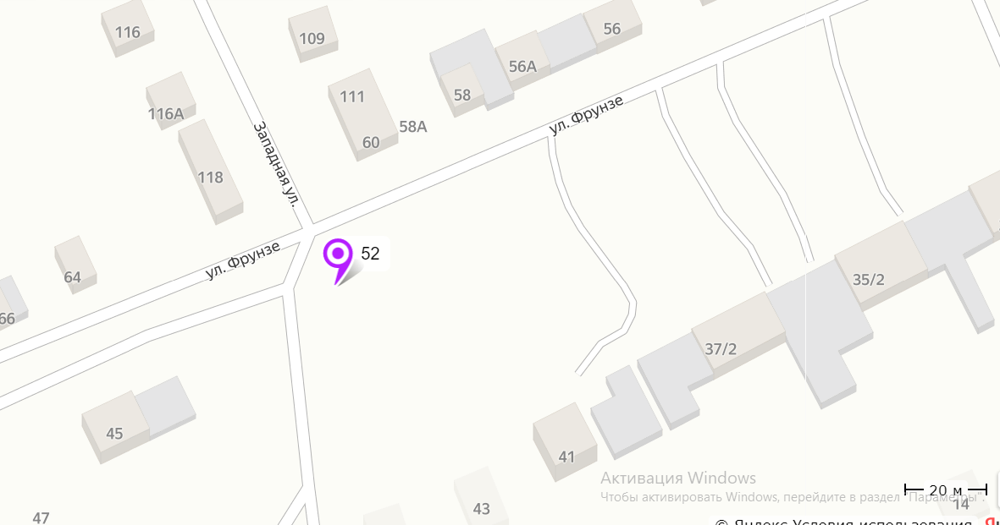 116
109
56
56А
116А
111
58
ул. Фрунзе
58А
60
Западная ул.
118
ул. Фрунзе
52
64
66
35/2
37/2
45
41
43
47
Активация Windows
Чтобы активировать Windows, перейдите в раздел "Параметры".
20 м
14
© Яндекс Условия использования